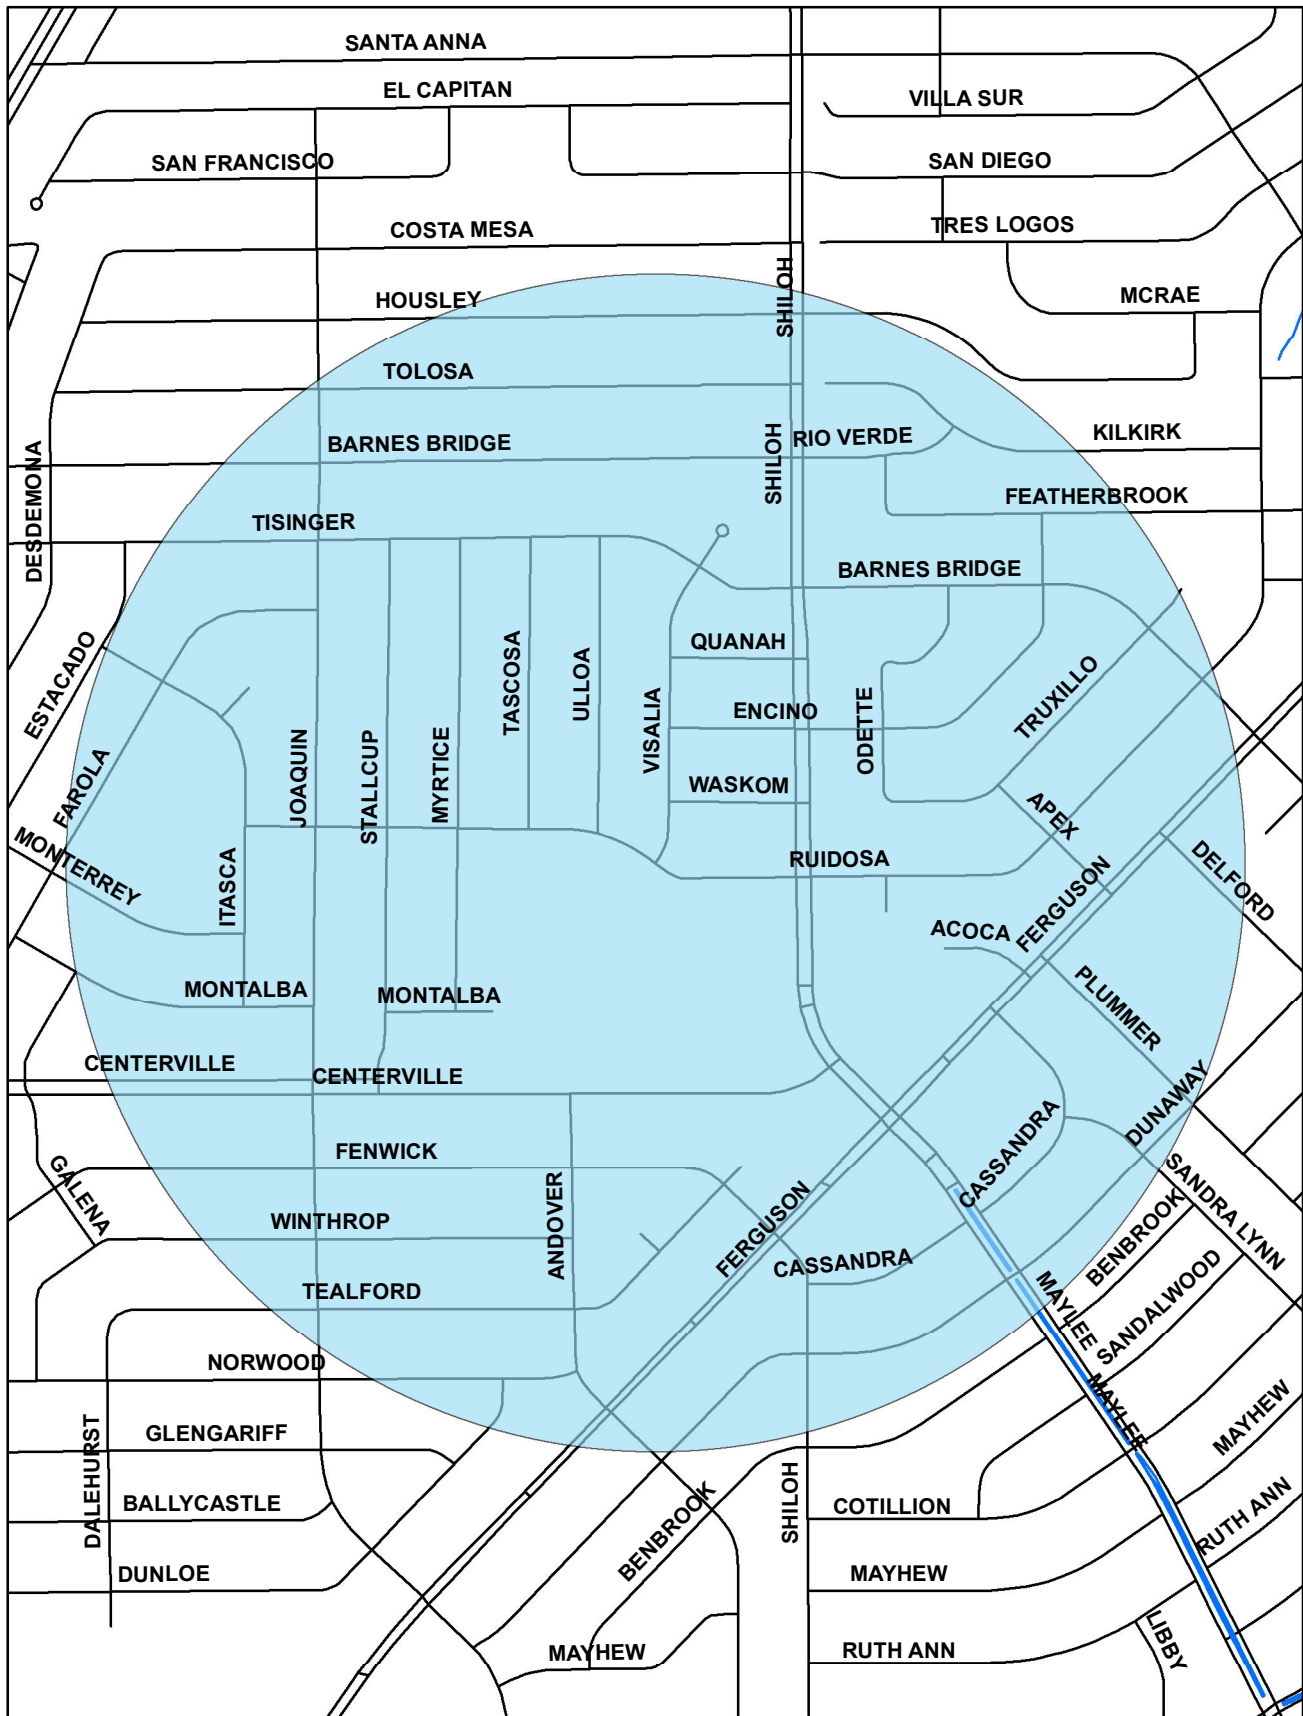 SANTA ANNA
EL CAPITAN
VILLA SUR
SAN FRANCISCO
SAN DIEGO
COSTA MESA
TRES LOGOS
SHILOH
HOUSLEY
MCRAE
TOLOSA
BARNES BRIDGE
SHILOH
RIO VERDE
KILKIRK
DESDEMONA
FEATHERBROOK
TISINGER
BARNES BRIDGE
ESTACADO
TASCOSA
ULLOA
QUANAH
VISALIA
ENCINO
ODETTE
TRUXILLO
FAROLA
JOAQUIN
STALLCUP
MYRTICE
WASKOM
APEX
MONTERREY
ITASCA
RUIDOSA
FERGUSON
DELFORD
ACOCA
MONTALBA
MONTALBA
PLUMMER
CENTERVILLE
CENTERVILLE
CASSANDRA
DUNAWAY
FENWICK
GALENA
ANDOVER
SANDRA LYNN
WINTHROP
FERGUSON
BENBROOK
CASSANDRA
TEALFORD
MAYLEE
SANDALWOOD
NORWOOD
MAYLEE
MAYHEW
DALEHURST
GLENGARIFF
BALLYCASTLE
BENBROOK
SHILOH
COTILLION
RUTH ANN
DUNLOE
MAYHEW
MAYHEW
RUTH ANN
LIBBY